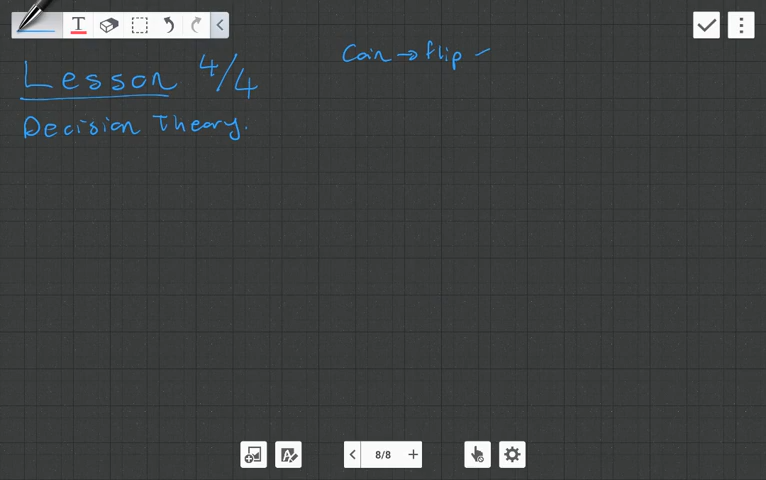 Lesson 4/4
Coin → flip -
Decision Theory.
T
8/8